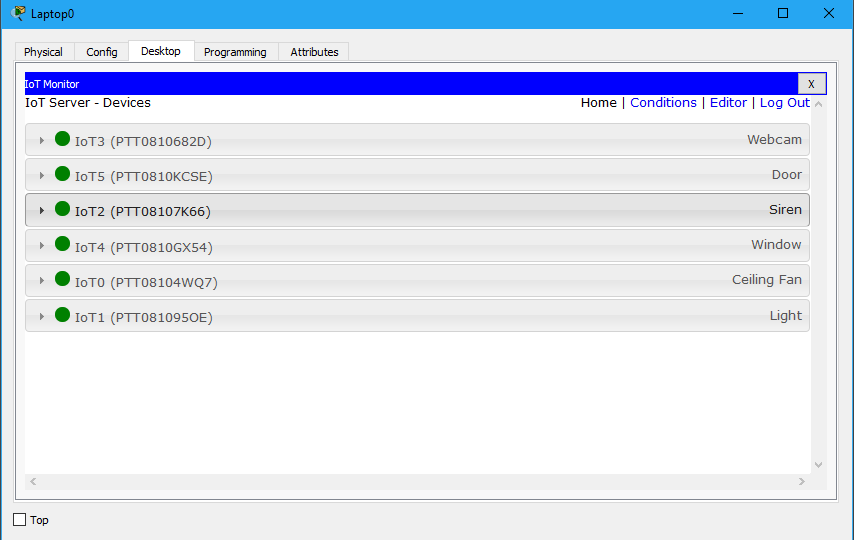 Laptop0
Physical Config Desktop Programming Attributes
IoT Monitor X
IoT Server - Devices Home | Conditions | Editor | Log Out
IoT3 (PTT0810682D) Webcam
IoT5 (PTT0810KCSE) Door
IoT2 (PTT08107K66) Siren
IoT4 (PTT0810GX54) Window
IoT0 (PTT08104WQ7) Ceiling Fan
IoT1 (PTT081095OE) Light
Top